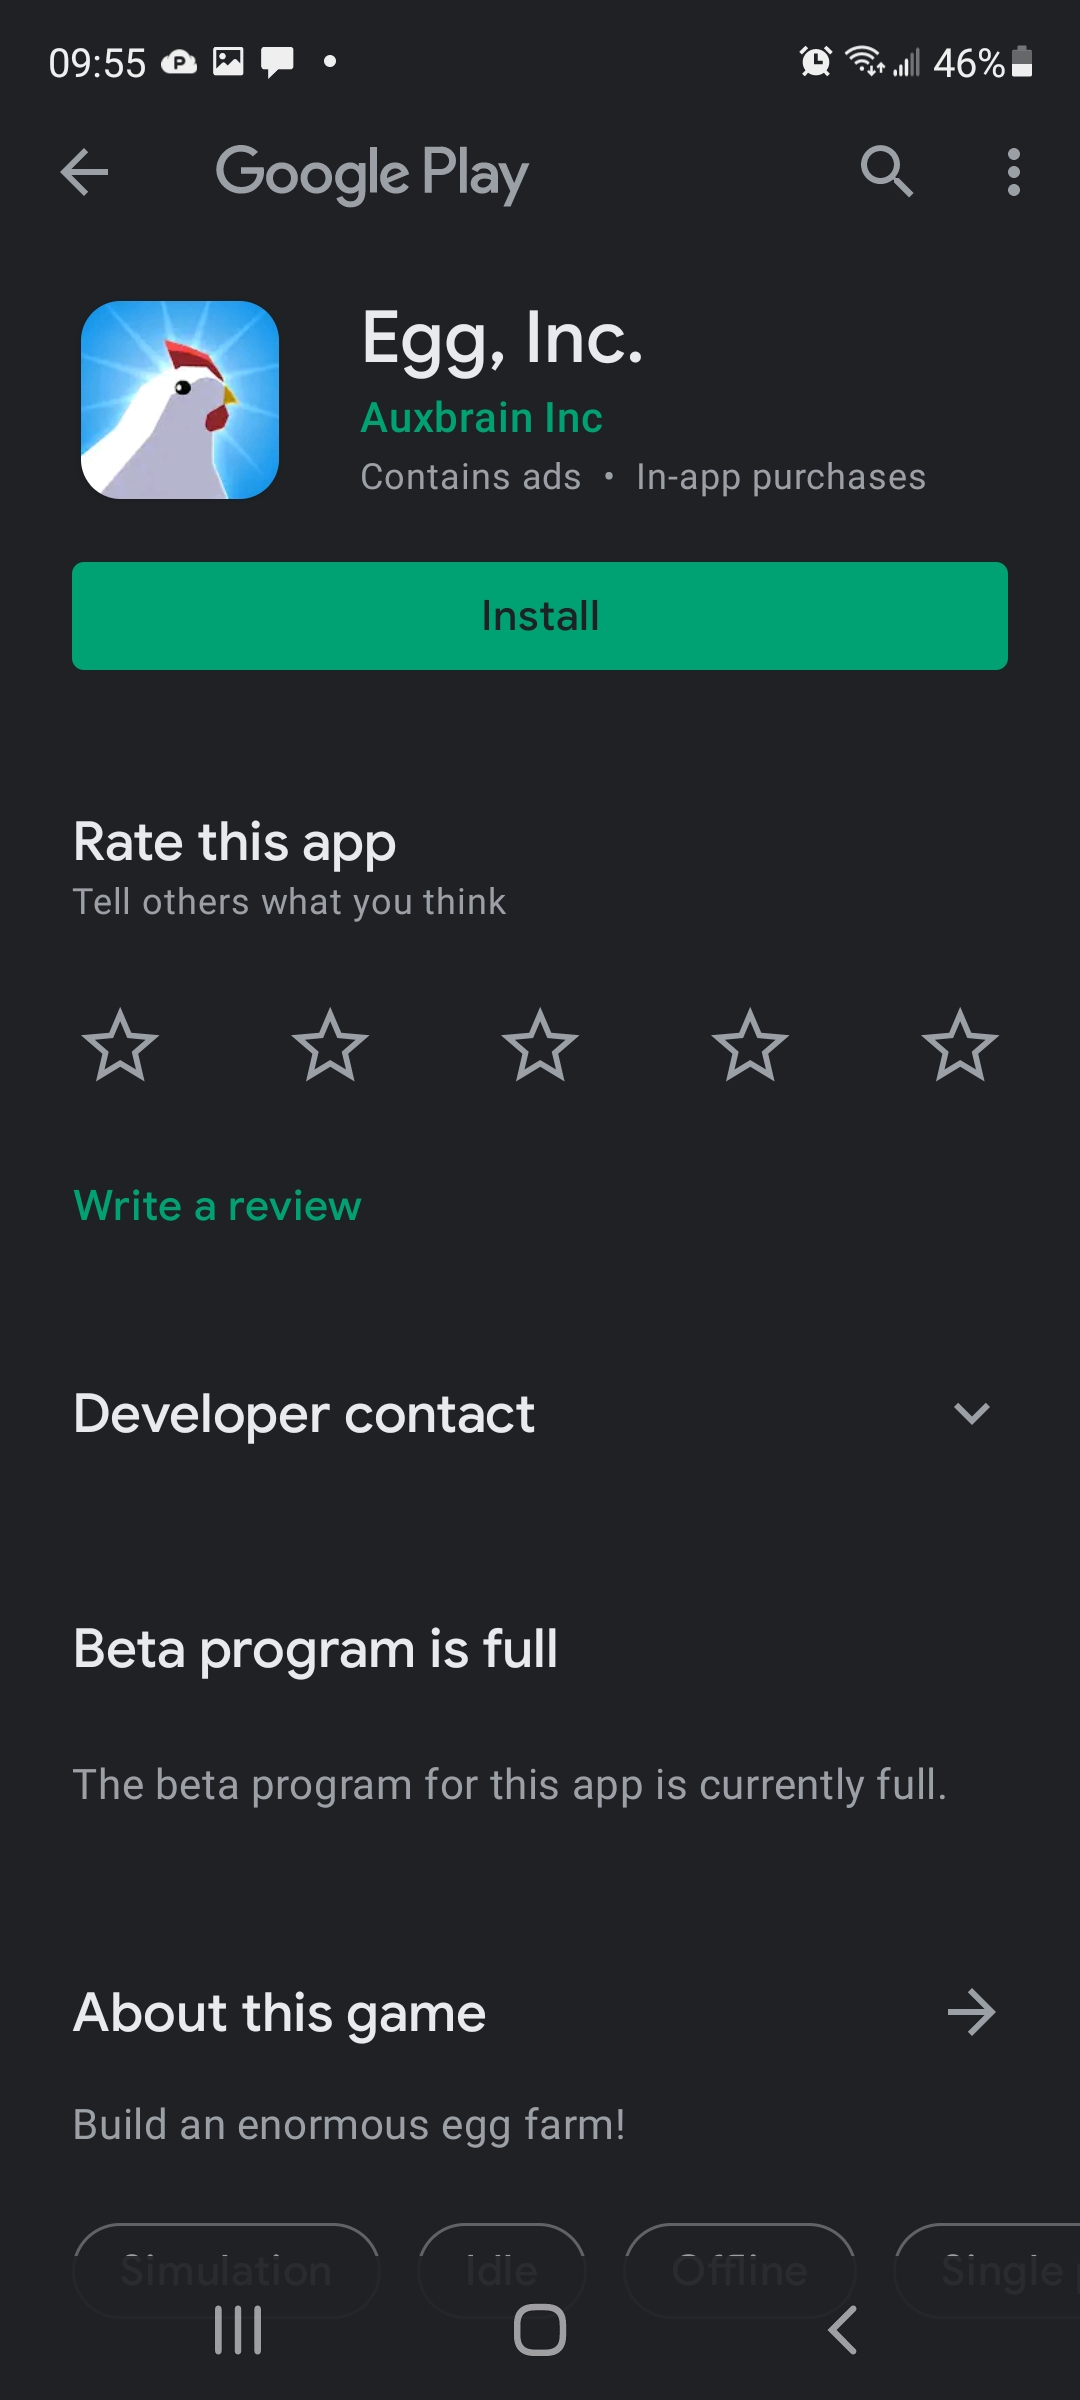 09:55
46%
Google Play
Egg, Inc.
Auxbrain Inc
Contains ads • In-app purchases
Install
Rate this app
Tell others what you think
Write a review
Developer contact
Beta program is full
The beta program for this app is currently full.
About this game
Build an enormous egg farm!
Simulation Idle Offline Single